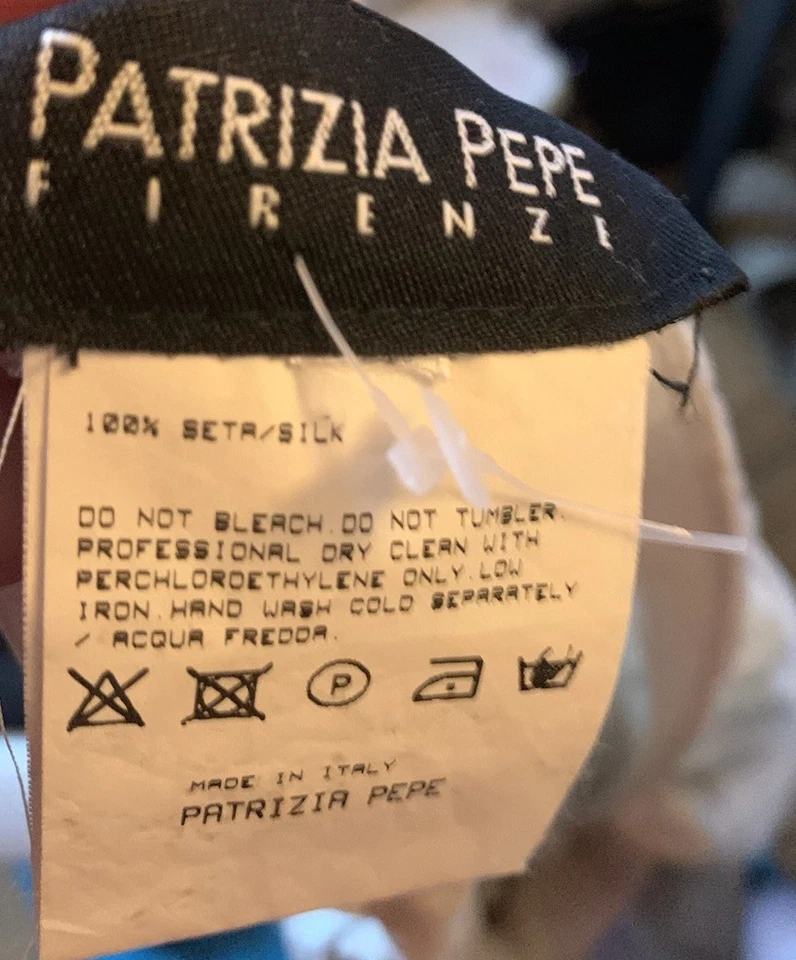 PATRIZIA PEPE
FIRENZE
100% SETA/SILK
DO NOT BLEACH.DO NOT TUMBLER.
PROFESSIONAL DRY CLEAN WITH
PERCHLOROETHYLENE ONLY.LOW
IRON.HAND WASH COLD SEPARATELY
/ ACQUA FREDDA.
P
MADE IN ITALY
PATRIZIA PEPE